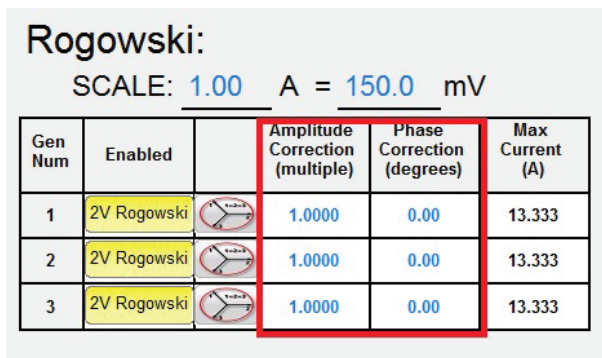 Rogowski:
SCALE: 1.00 A = 150.0 mV
Gen Num Enabled Amplitude Correction (multiple) Phase Correction (degrees) Max Current (A)
1 2V Rogowski 1.0000 0.00 13.333
2 2V Rogowski 1.0000 0.00 13.333
3 2V Rogowski 1.0000 0.00 13.333